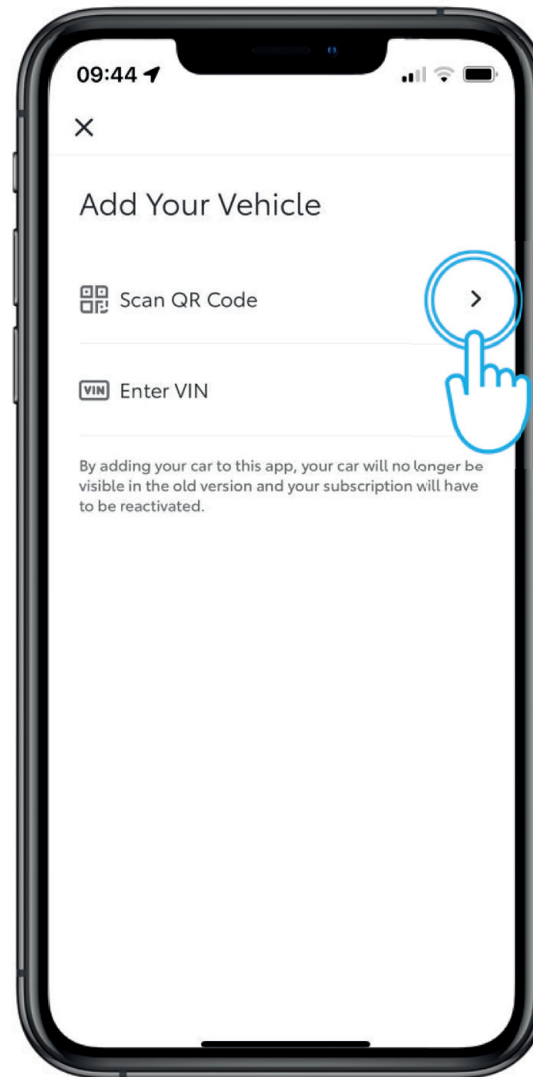 09:44
Add Your Vehicle
Scan QR Code
VIN Enter VIN
By adding your car to this app, your car will no longer be
visible in the old version and your subscription will have
to be reactivated.